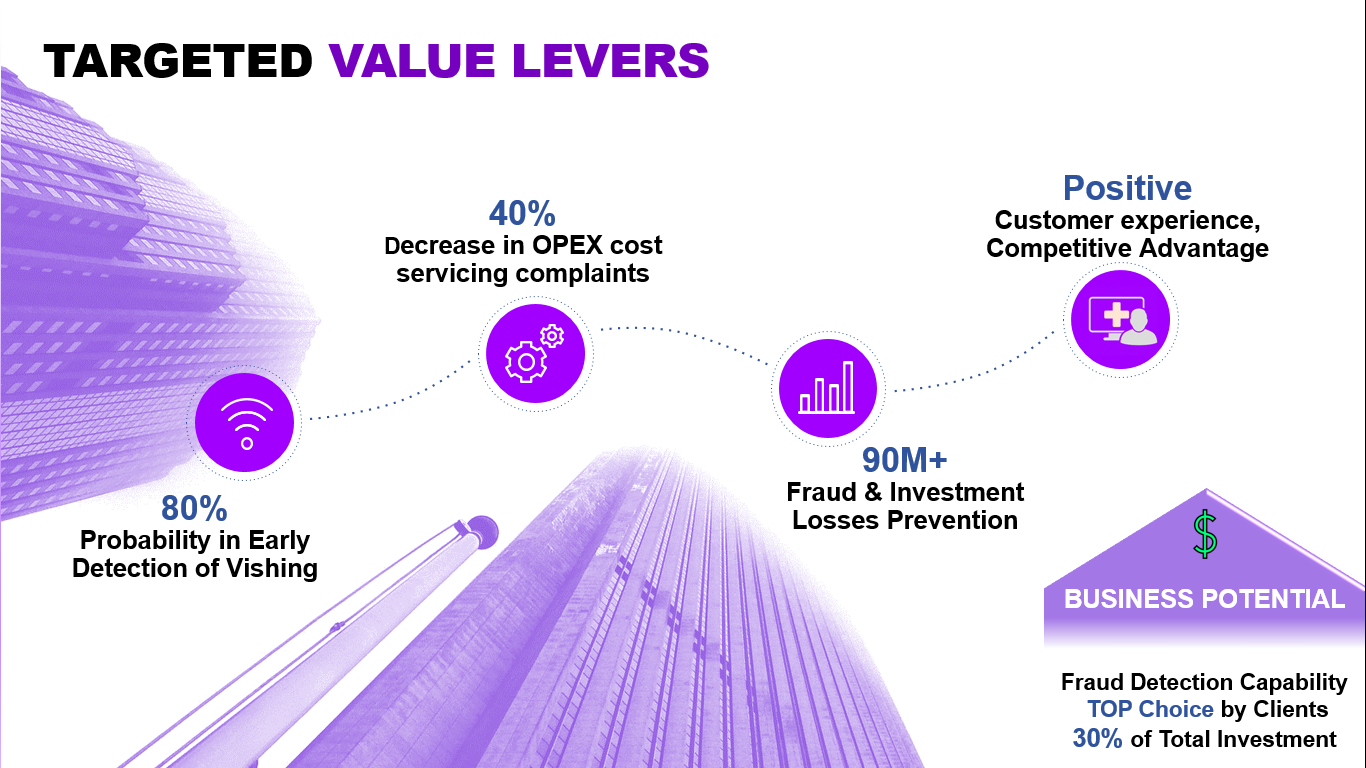 TARGETED VALUE LEVERS
80%
Probability in Early
Detection of Vishing
40%
Decrease in OPEX cost
servicing complaints
90M+
Fraud & Investment
Losses Prevention
Positive
Customer experience,
Competitive Advantage
$
BUSINESS POTENTIAL
Fraud Detection Capability
TOP Choice by Clients
30% of Total Investment